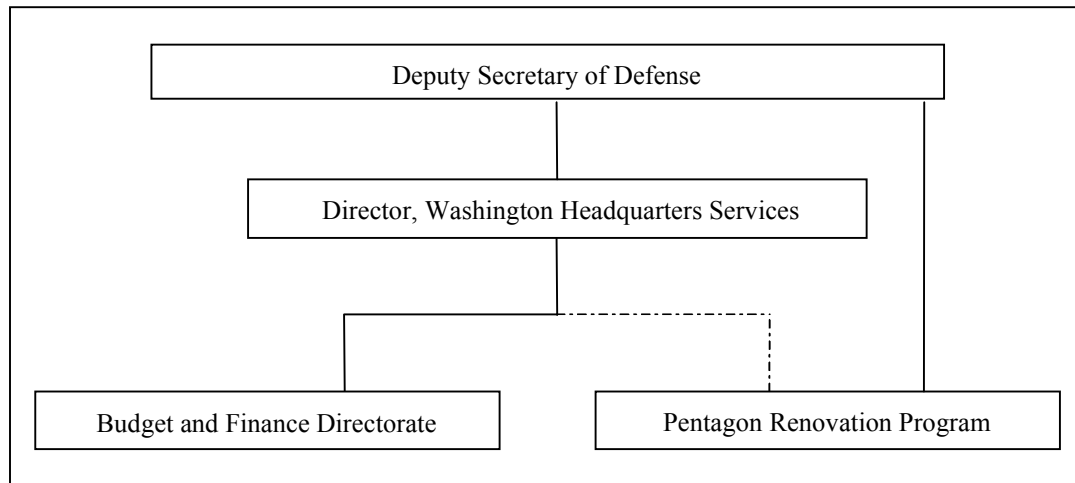 Deputy Secretary of Defense
Director, Washington Headquarters Services
Budget and Finance Directorate
Pentagon Renovation Program